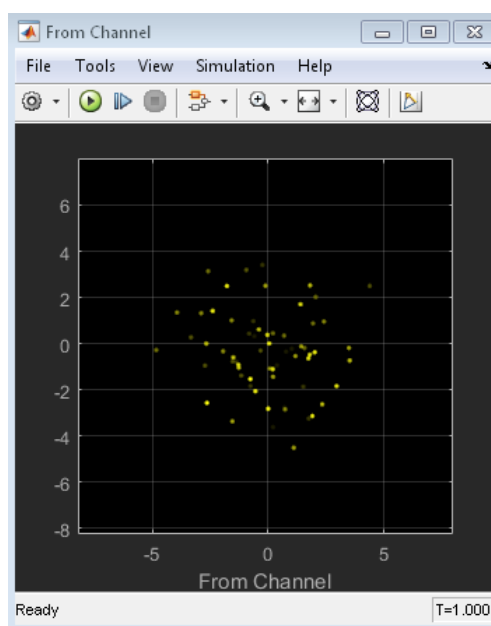 From Channel
File Tools View Simulation Help
6
4
2
0
-2
-4
-6
-8
-5 0 5
From Channel
Ready T=1.000